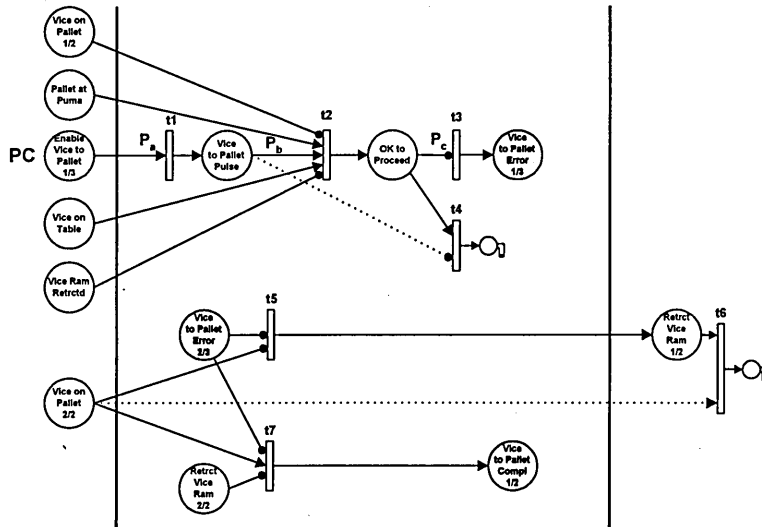 Vice on
Pallet
1/2
Pallet at
Puma
PC
Enable
Vice to
Pallet
1/3
Pa
t1
Vice
to Pallet
Pulse
Pb
t2
OK to
Proceed
Pc
t3
Vice
to Pallet
Error
1/3
t4
Vice on
Table
Vice Ram
Retrctd
Vice
to Pallet
Error
2/3
t5
Retrct
Vice
Ram
1/2
t6
Vice on
Pallet
2/2
t7
Retrct
Vice
Ram
2/2
Vice
to Pallet
Compl
1/2